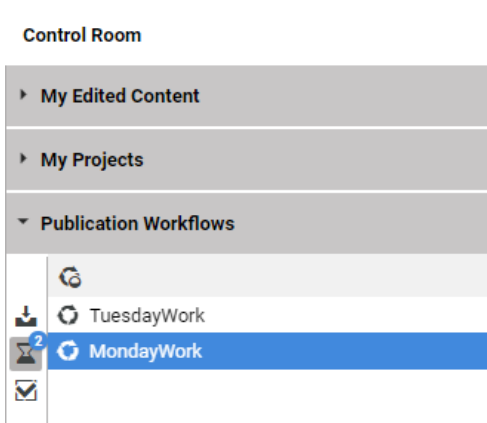 Control Room
My Edited Content
My Projects
Publication Workflows
TuesdayWork
2
MondayWork